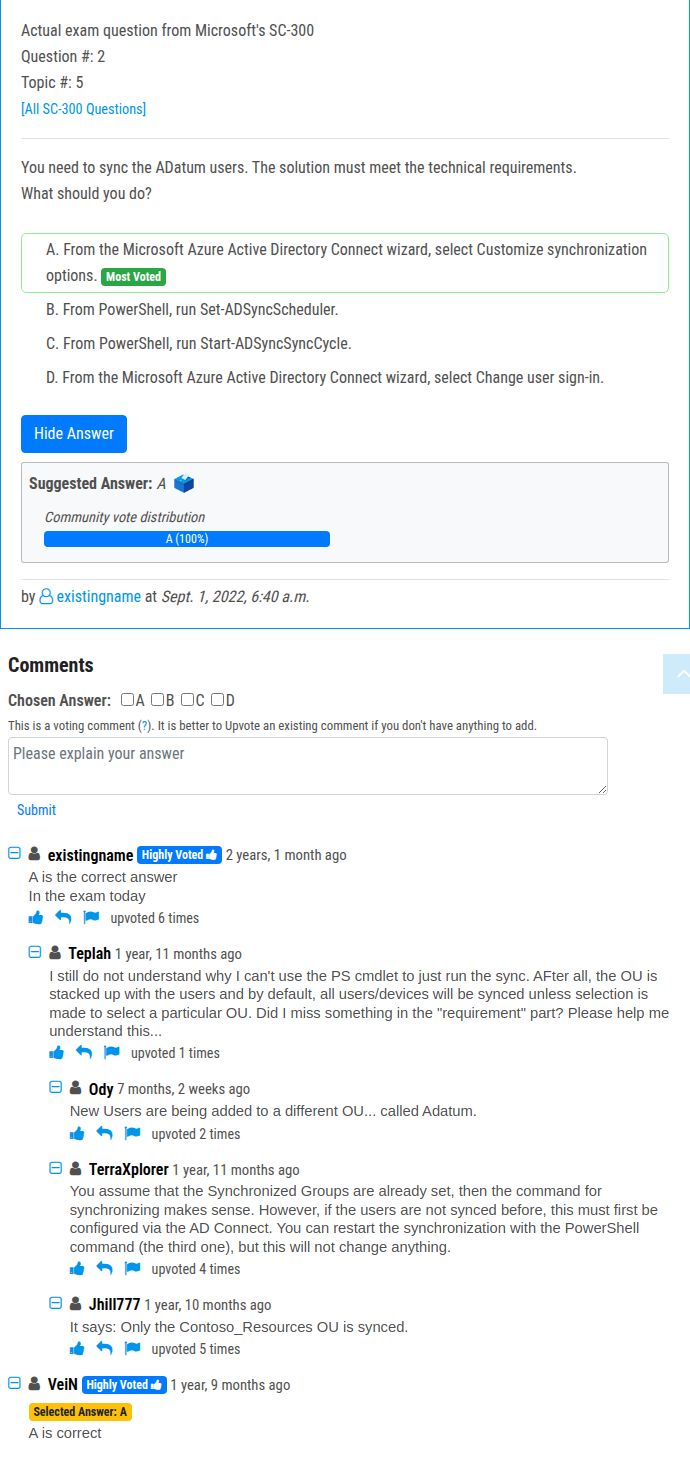 Actual exam question from Microsoft's SC-300
Question #: 2
Topic #: 5
[All SC-300 Questions]
You need to sync the ADatum users. The solution must meet the technical requirements.
What should you do?
A. From the Microsoft Azure Active Directory Connect wizard, select Customize synchronization
options. Most Voted
B. From PowerShell, run Set-ADSyncScheduler.
C. From PowerShell, run Start-ADSyncSyncCycle.
D. From the Microsoft Azure Active Directory Connect wizard, select Change user sign-in.
Hide Answer
Suggested Answer: A
Community vote distribution
A (100%)
by existingname at Sept. 1, 2022, 6:40 a.m.
Comments
Chosen Answer: A B C D
This is a voting comment (?). It is better to Upvote an existing comment if you don't have anything to add.
Please explain your answer
Submit
existingname Highly Voted 2 years, 1 month ago
A is the correct answer
In the exam today
upvoted 6 times
Teplah 1 year, 11 months ago
I still do not understand why I can't use the PS cmdlet to just run the sync. AFter all, the OU is
stacked up with the users and by default, all users/devices will be synced unless selection is
made to select a particular OU. Did I miss something in the "requirement" part? Please help me
understand this...
upvoted 1 times
Ody 7 months, 2 weeks ago
New Users are being added to a different OU... called Adatum.
upvoted 2 times
TerraXplorer 1 year, 11 months ago
You assume that the Synchronized Groups are already set, then the command for
synchronizing makes sense. However, if the users are not synced before, this must first be
configured via the AD Connect. You can restart the synchronization with the PowerShell
command (the third one), but this will not change anything.
upvoted 4 times
Jhill777 1 year, 10 months ago
It says: Only the Contoso_Resources OU is synced.
upvoted 5 times
VeiN Highly Voted 1 year, 9 months ago
Selected Answer: A
A is correct